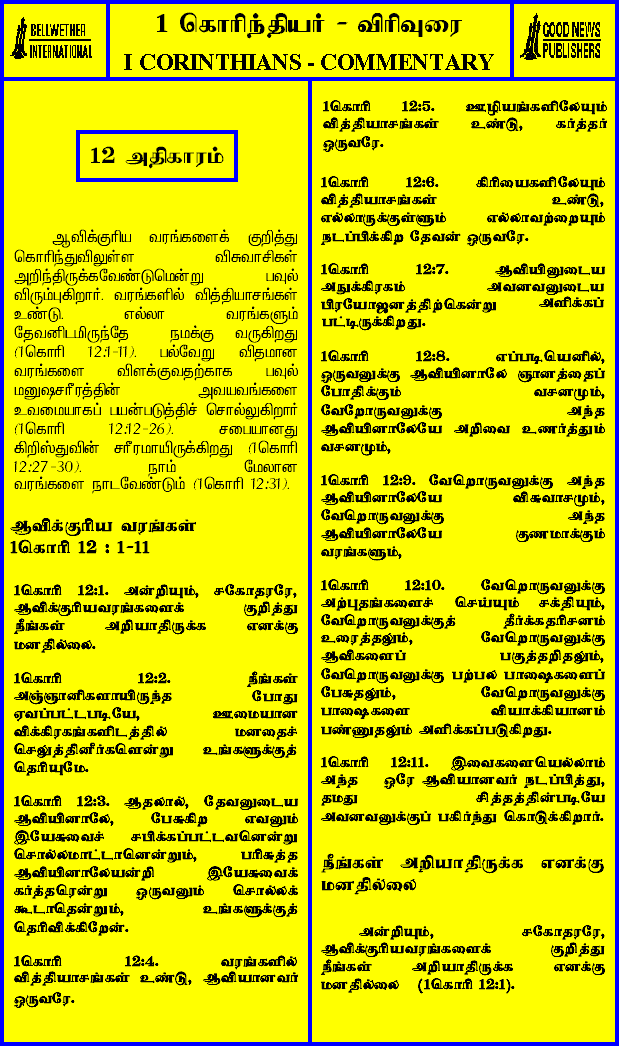 BELLWETHER
INTERNATIONAL
1 கொரிந்தியர் - விரிவுரை
I CORINTHIANS - COMMENTARY
GOOD NEWS
PUBLISHERS
12 அதிகாரம்
ஆவிக்குரிய வரங்களைக் குறித்து
கொரிந்துவிலுள்ள விசுவாசிகள்
அறிந்திருக்கவேண்டுமென்று பவுல்
விரும்புகிறார். வரங்களில் வித்தியாசங்கள்
உண்டு. எல்லா வரங்களும்
தேவனிடமிருந்தே நமக்கு வருகிறது
(1கொரி 12:1-11). பல்வேறு விதமான
வரங்களை விளக்குவதற்காக பவுல்
மனுஷசரீரத்தின் அவயவங்களை
உவமையாகப் பயன்படுத்திச் சொல்லுகிறார்
(1கொரி 12:12-26). சபையானது
கிறிஸ்துவின் சரீரமாயிருக்கிறது (1கொரி
12:27-30). நாம் மேலான
வரங்களை நாடவேண்டும் (1கொரி 12:31).
ஆவிக்குரிய வரங்கள்
1கொரி 12 : 1-11
1கொரி 12:1. அன்றியும், சகோதரரே,
ஆவிக்குரியவரங்களைக் குறித்து
நீங்கள் அறியாதிருக்க எனக்கு
மனதில்லை.
1கொரி 12:2. நீங்கள்
அஞ்ஞானிகளாயிருந்த போது
ஏவப்பட்டபடியே, ஊமையான
விக்கிரகங்களிடத்தில் மனதைச்
செலுத்தினீர்களென்று உங்களுக்குத்
தெரியுமே.
1கொரி 12:3. ஆதலால், தேவனுடைய
ஆவியினாலே, பேசுகிற எவனும்
இயேசுவைச் சபிக்கப்பட்டவனென்று
சொல்லமாட்டானென்றும், பரிசுத்த
ஆவியினாலேயன்றி இயேசுவைக்
கர்த்தரென்று ஒருவனும் சொல்லக்
கூடாதென்றும், உங்களுக்குத்
தெரிவிக்கிறேன்.
1கொரி 12:4. வரங்களில்
வித்தியாசங்கள் உண்டு, ஆவியானவர்
ஒருவரே.
1கொரி 12:5. ஊழியங்களிலேயும்
வித்தியாசங்கள் உண்டு, கர்த்தர்
ஒருவரே.
1கொரி 12:6. கிரியைகளிலேயும்
வித்தியாசங்கள் உண்டு,
எல்லாருக்குள்ளும் எல்லாவற்றையும்
நடப்பிக்கிற தேவன் ஒருவரே.
1கொரி 12:7. ஆவியினுடைய
அநுக்கிரகம் அவனவனுடைய
பிரயோஜனத்திற்கென்று அளிக்கப்
பட்டிருக்கிறது.
1கொரி 12:8. எப்படியெனில்,
ஒருவனுக்கு ஆவியினாலே ஞானத்தைப்
போதிக்கும் வசனமும்,
வேறொருவனுக்கு அந்த
ஆவியினாலேயே அறிவை உணர்த்தும்
வசனமும்,
1கொரி 12:9. வேறொருவனுக்கு அந்த
ஆவியினாலேயே விசுவாசமும்,
வேறொருவனுக்கு அந்த
ஆவியினாலேயே குணமாக்கும்
வரங்களும்,
1கொரி 12:10. வேறொருவனுக்கு
அற்புதங்களைச் செய்யும் சக்தியும்,
வேறொருவனுக்குத் தீர்க்கதரிசனம்
உரைத்தலும், வேறொருவனுக்கு
ஆவிகளைப் பகுத்தறிதலும்,
வேறொருவனுக்கு பற்பல பாஷைகளைப்
பேசுதலும், வேறொருவனுக்கு
பாஷைகளை வியாக்கியானம்
பண்ணுதலும் அளிக்கப்படுகிறது.
1கொரி 12:11. இவைகளையெல்லாம்
அந்த ஒரே ஆவியானவர் நடப்பித்து,
தமது சித்தத்தின்படியே
அவனவனுக்குப் பகிர்ந்து கொடுக்கிறார்.
நீங்கள் அறியாதிருக்க எனக்கு
மனதில்லை
அன்றியும், சகோதரரே,
ஆவிக்குரியவரங்களைக் குறித்து
நீங்கள் அறியாதிருக்க எனக்கு
மனதில்லை (1கொரி 12:1).